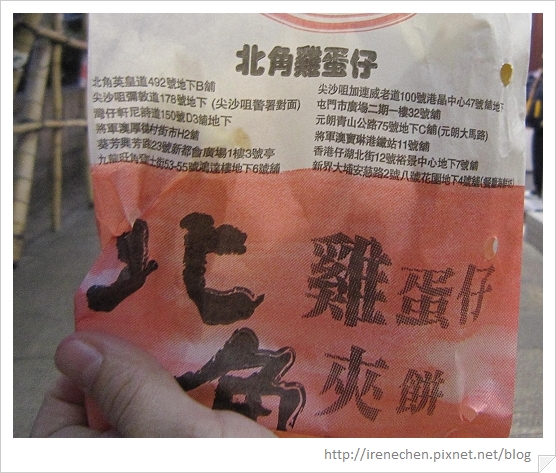 北角雞蛋仔
北角英皇道492號地下B舖
尖沙咀彌敦道178號地下 (尖沙咀警署對面)
灣仔軒尼詩道150號D3舖地下
將軍澳厚德村街市H2舖
葵芳興芳路223號新都會廣場1樓3號亭
九龍旺角
士街53-55號鴻達樓地下6號舖
尖沙咀加連威老道100號港晶中心47號舖地下
屯門市廣場二期一樓32號舖
元朗青山公路75號地下C舖(元朗大馬路)
將軍澳寶琳港鐵站11號舖
香港仔湖北街12號裕景中心地下7號舖
新界大埔安慈路2號八號花園地下4號舖
北角
雞蛋仔
夾餅
http://irenechen.pixnet.net/blog